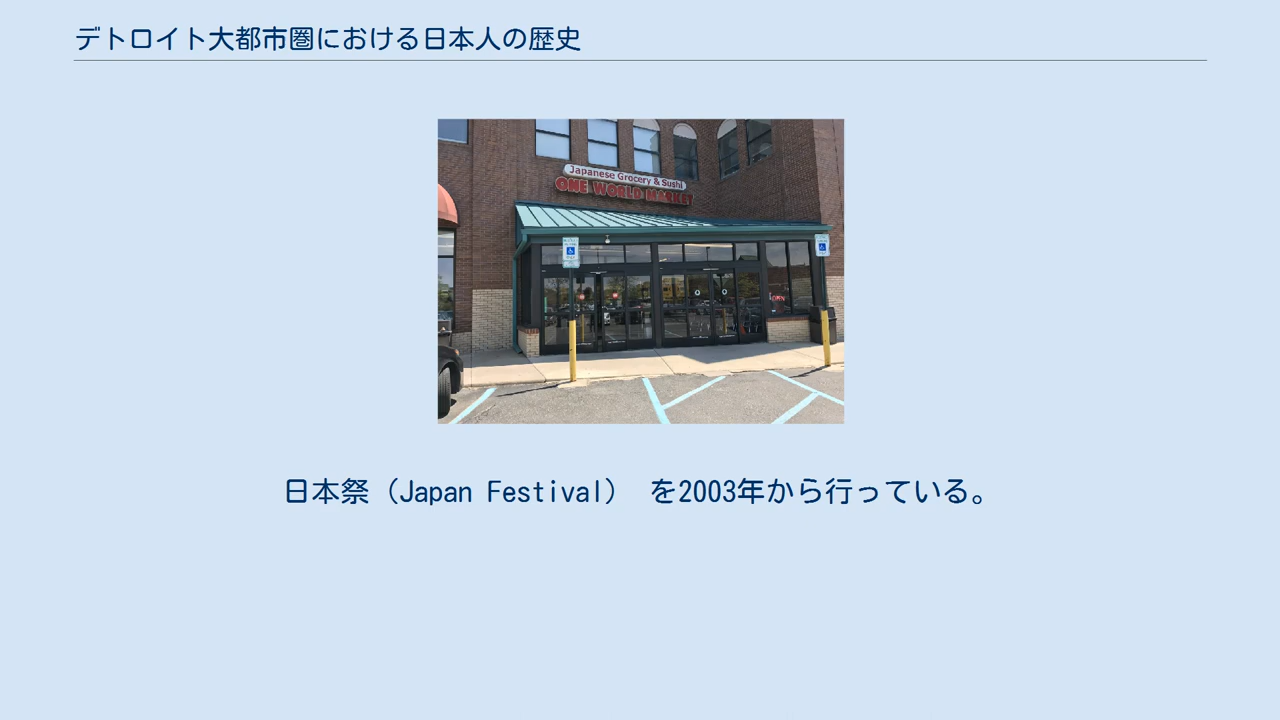 デトロイト大都市圏における日本人の歴史
Japanese Grocery & Sushi
ONE WORLD MARKET
OPEN
日本祭（Japan Festival） を2003年から行っている。